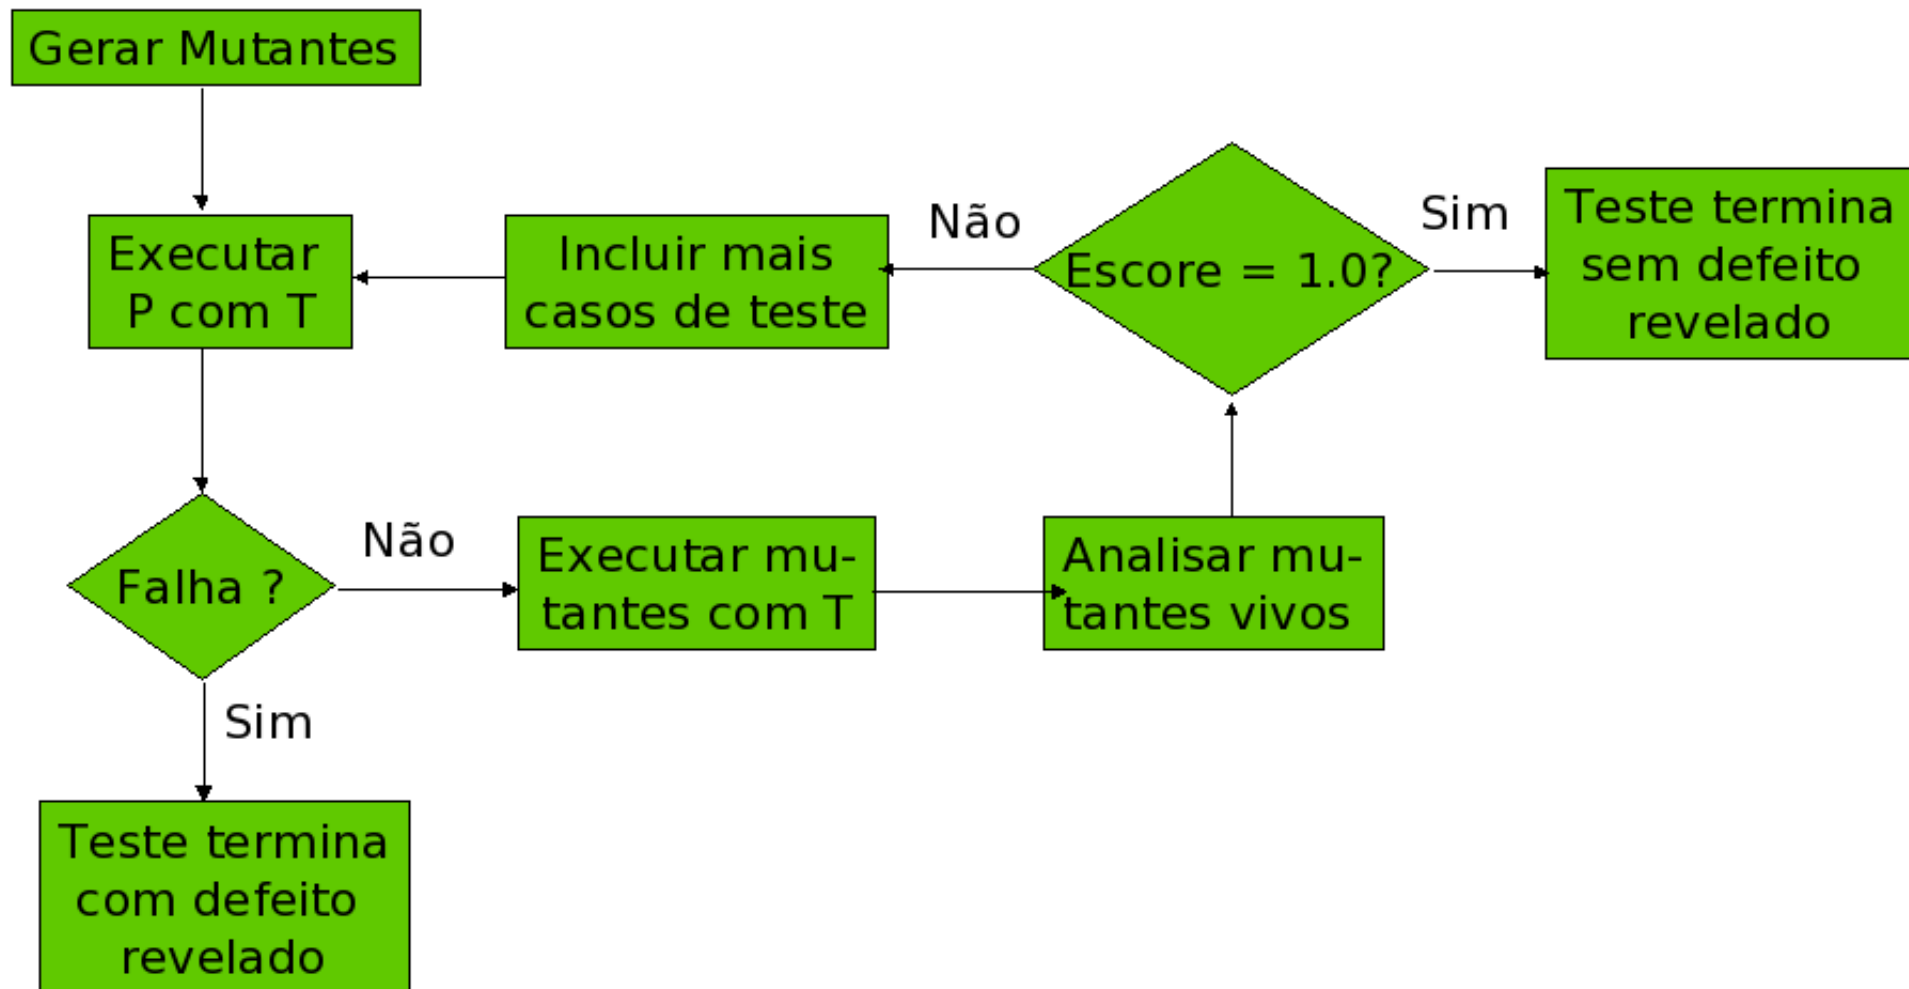 Gerar Mutantes
Executar
P com T
Incluir mais
casos de teste
Não
Escore = 1.0?
Sim
Teste termina
sem defeito
revelado
Falha ?
Não
Executar mu-
tantes com T
Analisar mu-
tantes vivos
Sim
Teste termina
com defeito
revelado